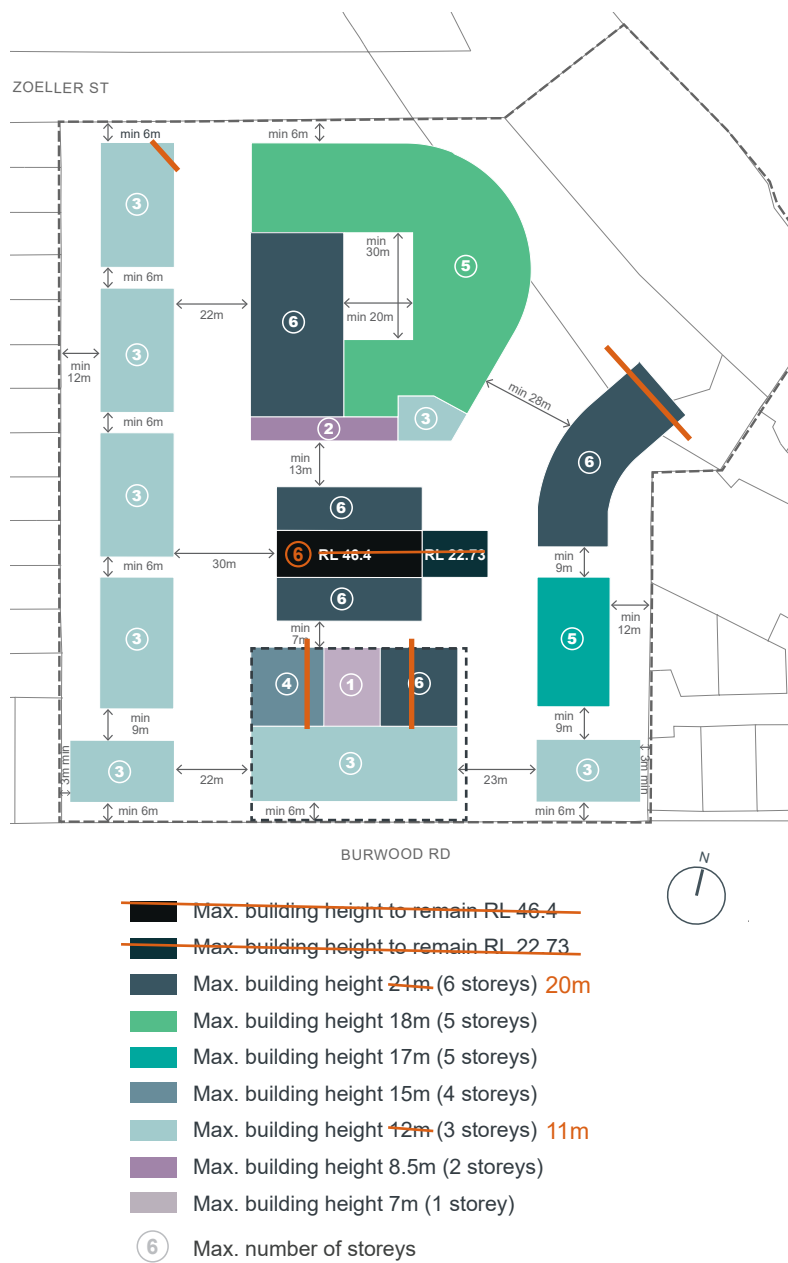 ZOELLER ST
min 6m
min 6m
3
min 30m
5
min 6m
22m
6
min 20m
3
min 12m
min 28m
3
min 6m
2
6
min 13m
3
6
30m
6 RL 46.4
RL 22.73
min 9m
min 6m
6
min 12m
min 7m
5
3
4
1
6
min 9m
min 9m
3m min
3
22m
3
23m
3
3m min
min 6m
min 6m
min 6m
BURWOOD RD
N
Max. building height to remain RL 46.4
Max. building height to remain RL 22.73
Max. building height 21m (6 storeys) 20m
Max. building height 18m (5 storeys)
Max. building height 17m (5 storeys)
Max. building height 15m (4 storeys)
Max. building height 12m (3 storeys) 11m
Max. building height 8.5m (2 storeys)
Max. building height 7m (1 storey)
6 Max. number of storeys